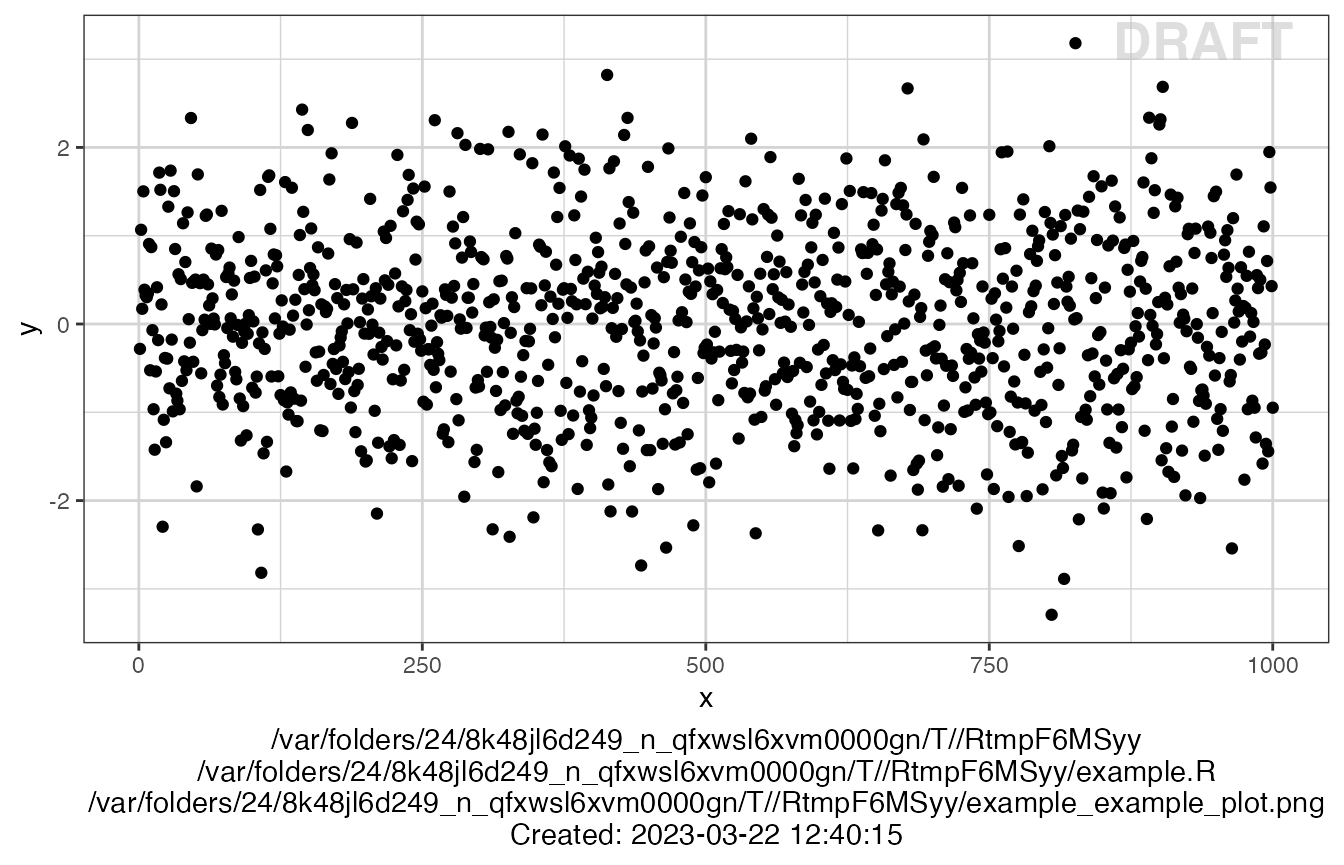 DRAFT
2
0
-2
y
0 250 500 750 1000
x
/var/folders/24/8k48jl6d249_n_qfxwsl6xvm0000gn/T//RtmpF6MSyy
/var/folders/24/8k48jl6d249_n_qfxwsl6xvm0000gn/T//RtmpF6MSyy/example.R
/var/folders/24/8k48jl6d249_n_qfxwsl6xvm0000gn/T//RtmpF6MSyy/example_example_plot.png
Created: 2023-03-22 12:40:15